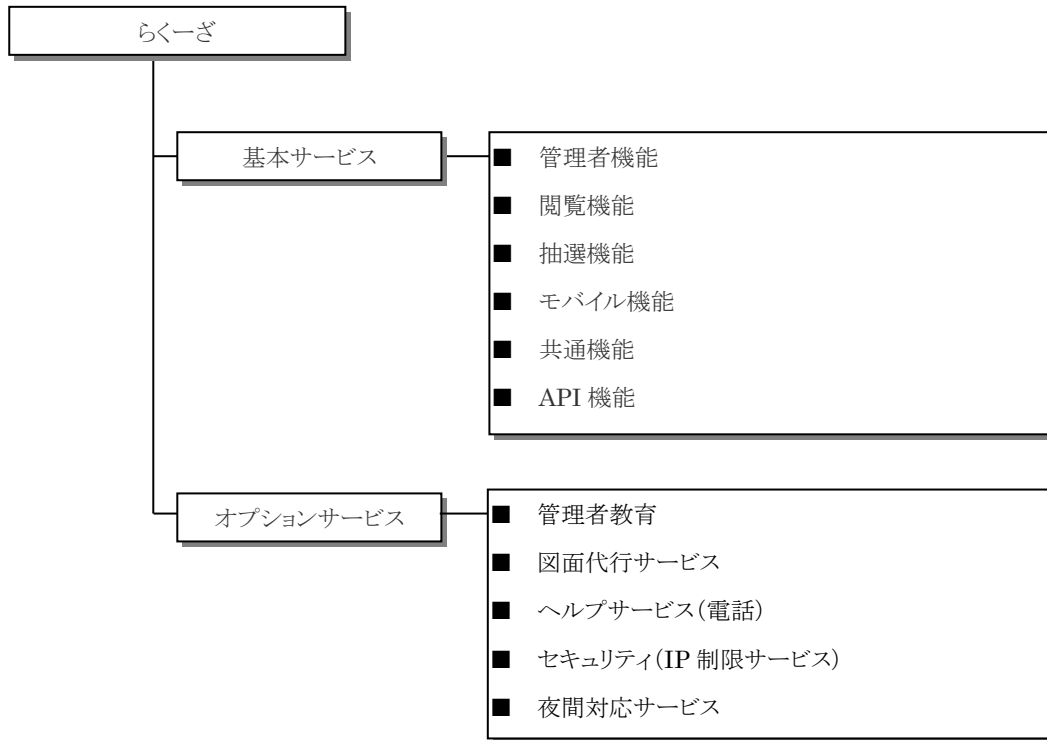 らくーざ
基本サービス
■ 管理者機能
■ 閲覧機能
■ 抽選機能
■ モバイル機能
■ 共通機能
■ API 機能
オプションサービス
■ 管理者教育
■ 図面代行サービス
■ ヘルプサービス(電話)
■ セキュリティ(IP 制限サービス)
■ 夜間対応サービス